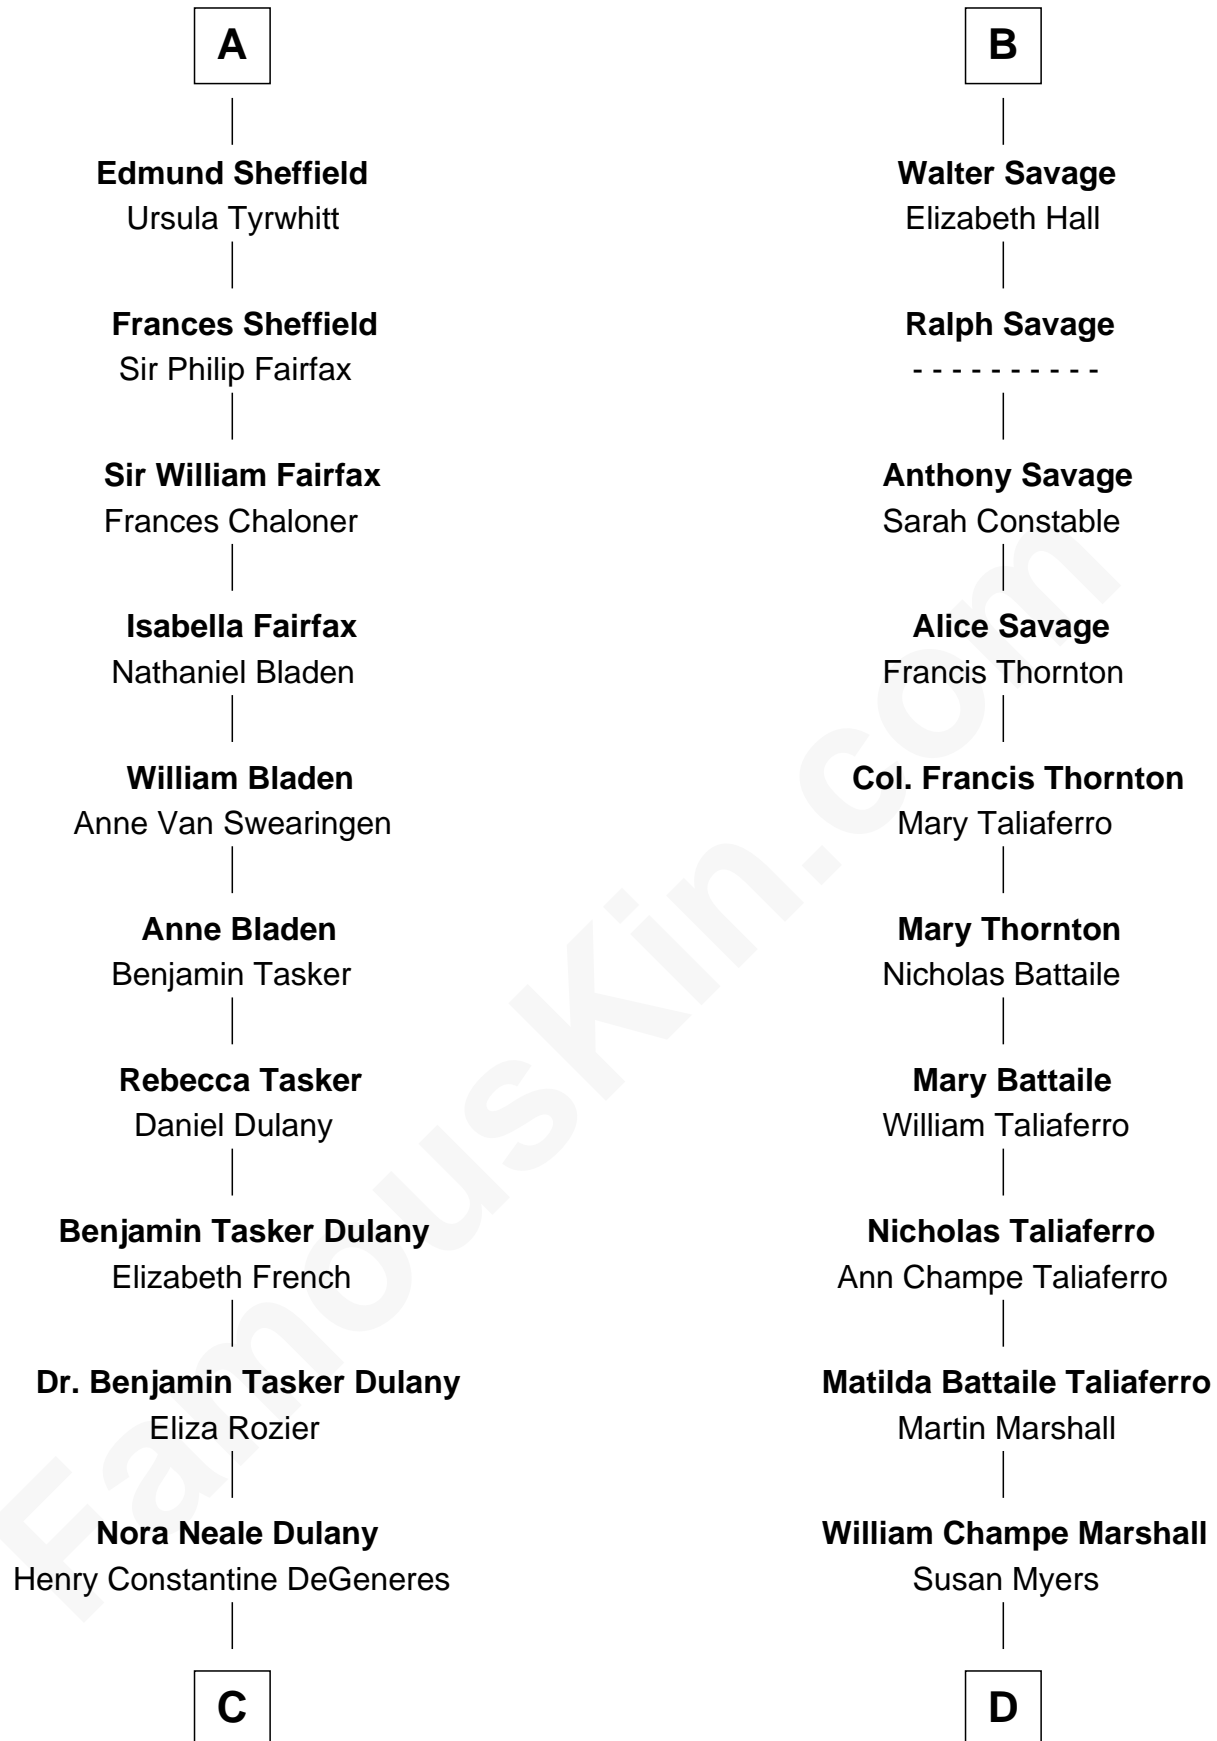 A
Edmund Sheffield
Ursula Tyrwhitt
Frances Sheffield
Sir Philip Fairfax
Sir William Fairfax
Frances Chaloner
Isabella Fairfax
Nathaniel Bladen
William Bladen
Anne Van Swearingen
Anne Bladen
Benjamin Tasker
Rebecca Tasker
Daniel Dulany
Benjamin Tasker Dulany
Elizabeth French
Dr. Benjamin Tasker Dulany
Eliza Rozier
Nora Neale Dulany
Henry Constantine DeGeneres
C
B
Walter Savage
Elizabeth Hall
Ralph Savage
- - - - - - - - - -
Anthony Savage
Sarah Constable
Alice Savage
Francis Thornton
Col. Francis Thornton
Mary Taliaferro
Mary Thornton
Nicholas Battaile
Mary Battaile
William Taliaferro
Nicholas Taliaferro
Ann Champe Taliaferro
Matilda Battaile Taliaferro
Martin Marshall
William Champe Marshall
Susan Myers
D
FamousKin.com